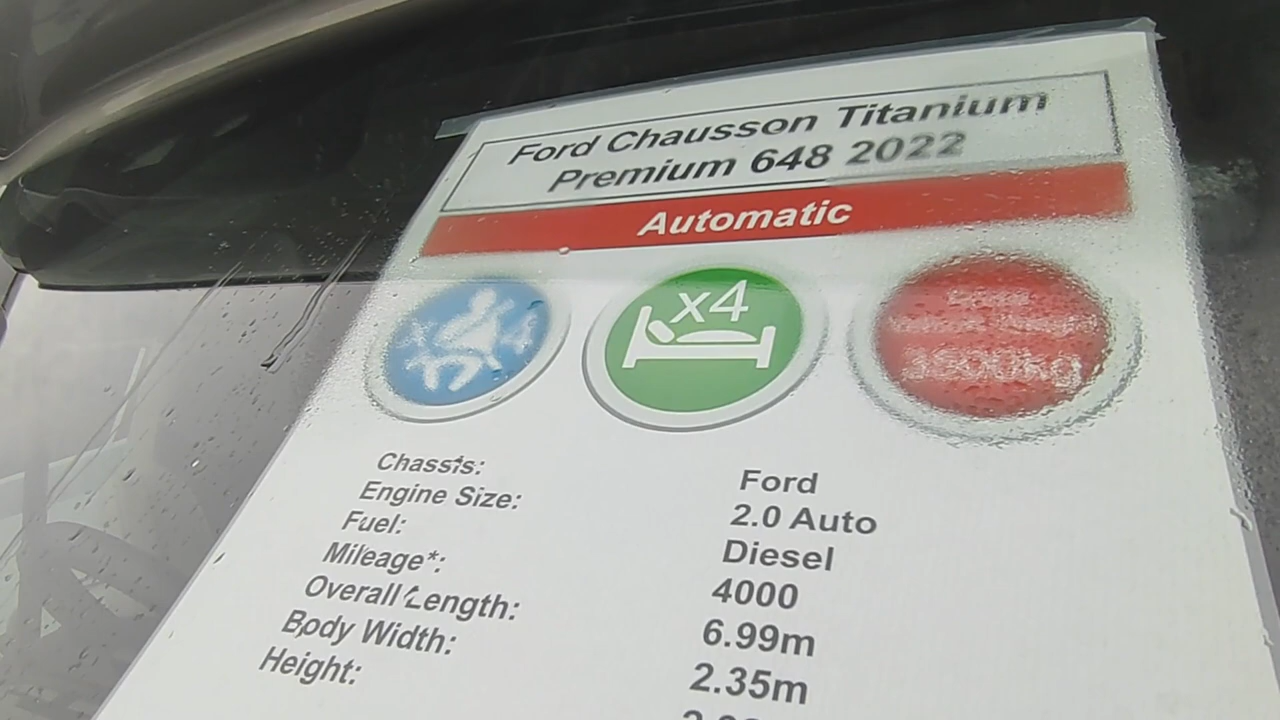 Ford Chausson Titanium
Premium 648 2022
Automatic
x4
3500kg
Chassis: Ford
Engine Size: 2.0 Auto
Fuel: Diesel
Mileage*: 4000
Overall Length: 6.99m
Body Width: 2.35m
Height: